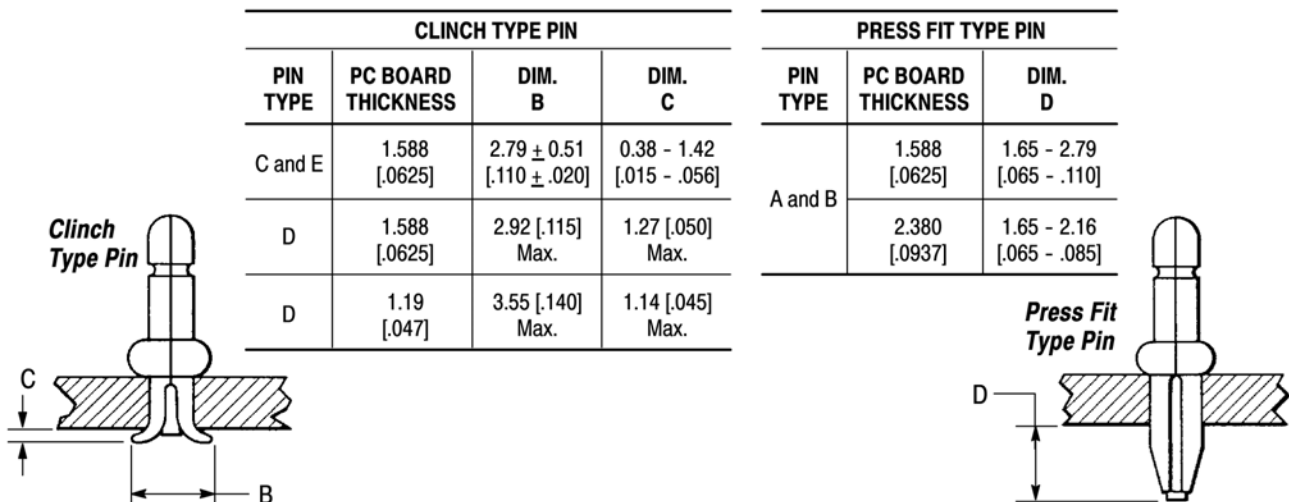 CLINCH TYPE PIN
PIN TYPE | PC BOARD THICKNESS | DIM. B | DIM. C
C and E | 1.588 [.0625] | 2.79 ± 0.51 [.110 ± .020] | 0.38 - 1.42 [.015 - .056]
D | 1.588 [.0625] | 2.92 [.115] Max. | 1.27 [.050] Max.
D | 1.19 [.047] | 3.55 [.140] Max. | 1.14 [.045] Max.
PRESS FIT TYPE PIN
PIN TYPE | PC BOARD THICKNESS | DIM. D
A and B | 1.588 [.0625] | 1.65 - 2.79 [.065 - .110]
2.380 [.0937] | 1.65 - 2.16 [.065 - .085]
Clinch
Type Pin
C
B
Press Fit
Type Pin
D